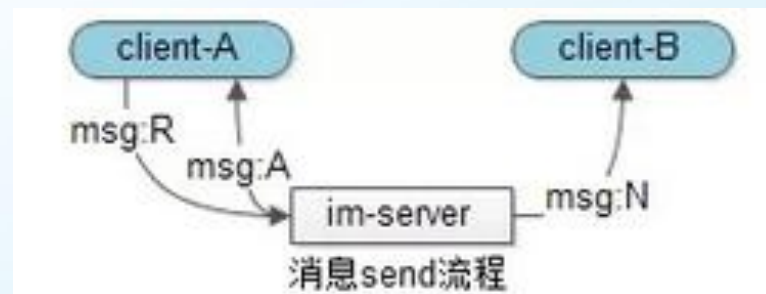 client-A
client-B
msg:R
msg:A
msg:N
im-server
消息send流程